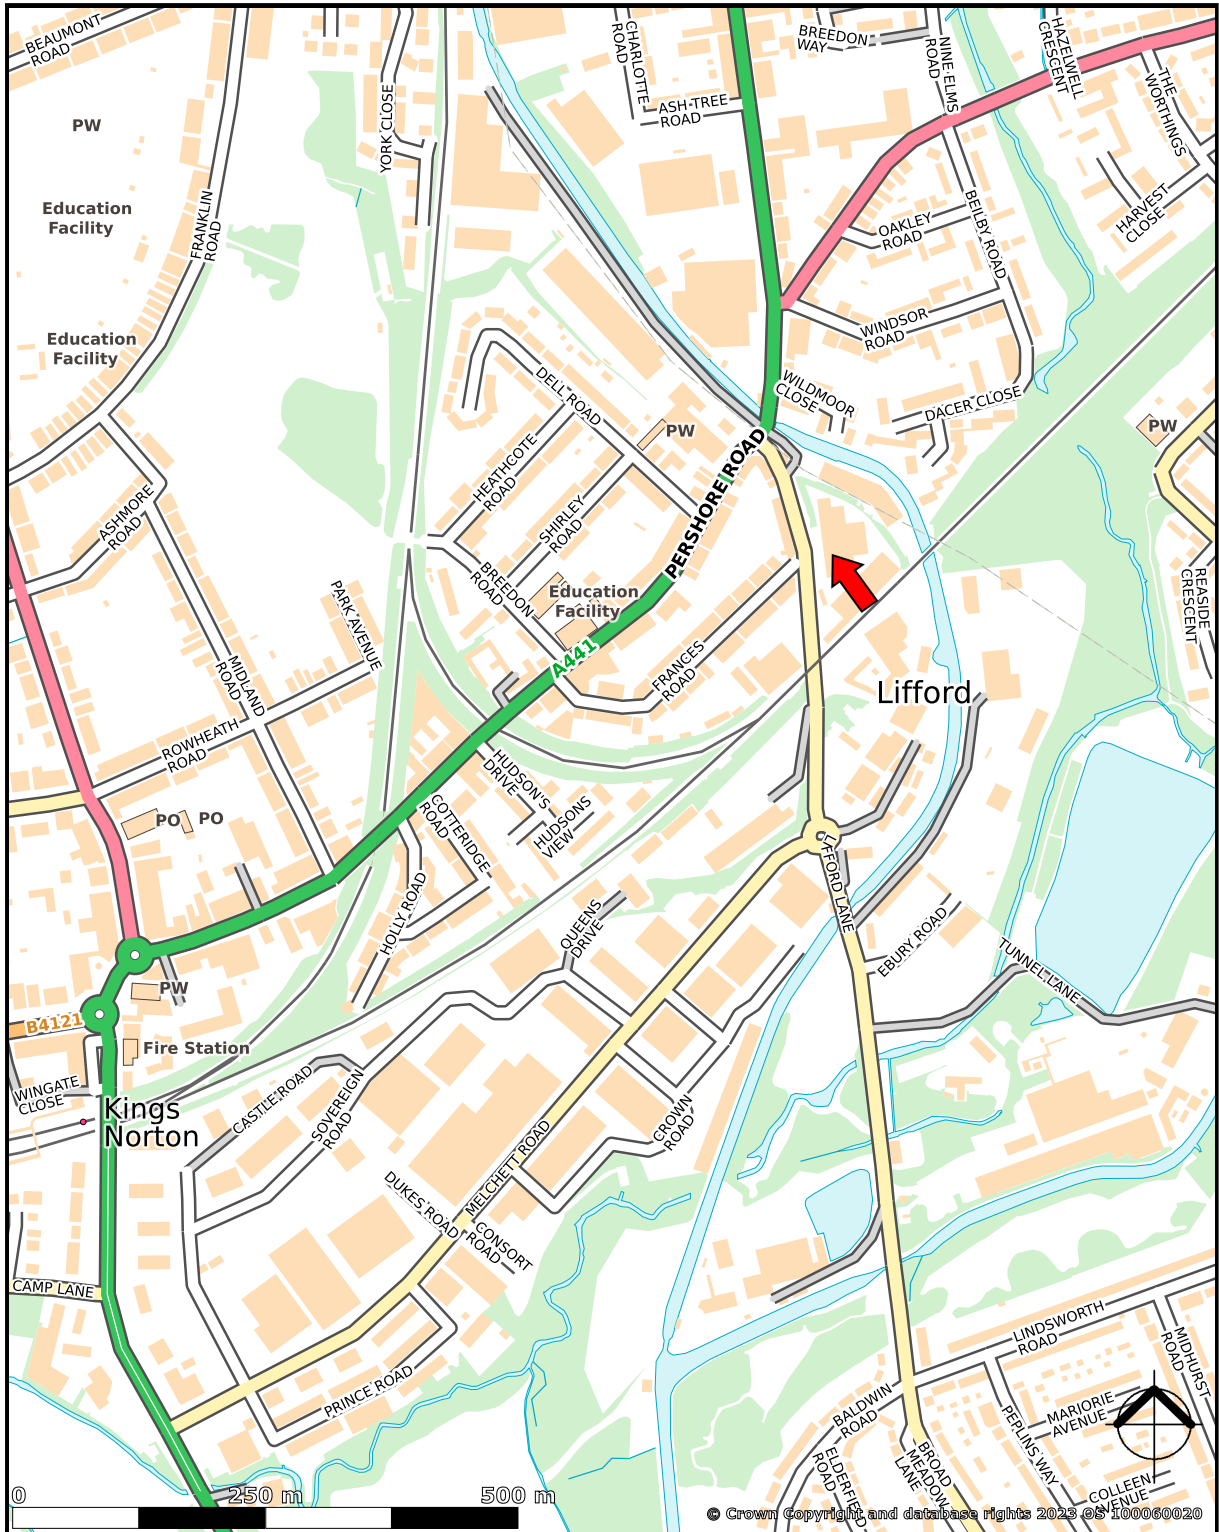 BEAUMONT
ROAD
CHARLOTTE
ROAD
BREEDON
WAY
NINE ELMS
ROAD
HAZELWELL
CRESCENT
THE
WORTHINGS
YORK CLOSE
ASH TREE
ROAD
PW
Education
Facility
FRANKLIN
ROAD
OAKLEY
ROAD
BEILBY ROAD
HARVEST
CLOSE
Education
Facility
WINDSOR
ROAD
DELL ROAD
WILDMOOR
CLOSE
DACER CLOSE
PW
PW
HEATHCOTE
ROAD
PERSHORE ROAD
ASHMORE
ROAD
SHIRLEY
ROAD
BREEDON
ROAD
Education
Facility
REASIDE
CRESCENT
PARK AVENUE
A441
FRANCES
ROAD
MIDLAND
ROAD
Lifford
ROWHEATH
ROAD
HUDSON'S
DRIVE
HUDSONS
VIEW
COTTERIDGE
ROAD
PO
PO
LIFFORD LANE
HOLLY ROAD
QUEENS
DRIVE
EBURY ROAD
TUNNEL LANE
PW
B4121
Fire Station
WINGATE
CLOSE
Kings
Norton
CASTLE ROAD
SOVEREIGN
ROAD
CROWN
ROAD
MELCHETT ROAD
DUKES ROAD
CONSORT
ROAD
CAMP LANE
LINDSWORTH
ROAD
MIDHURST
ROAD
PRINCE ROAD
BALDWIN
ROAD
MARJORIE
AVENUE
PEPLINS WAY
BROAD
MEADOW
LANE
ELDERFIELD
ROAD
COLLEEN
AVENUE
0 250 m 500 m
© Crown Copyright and database rights 2023 OS 100060020